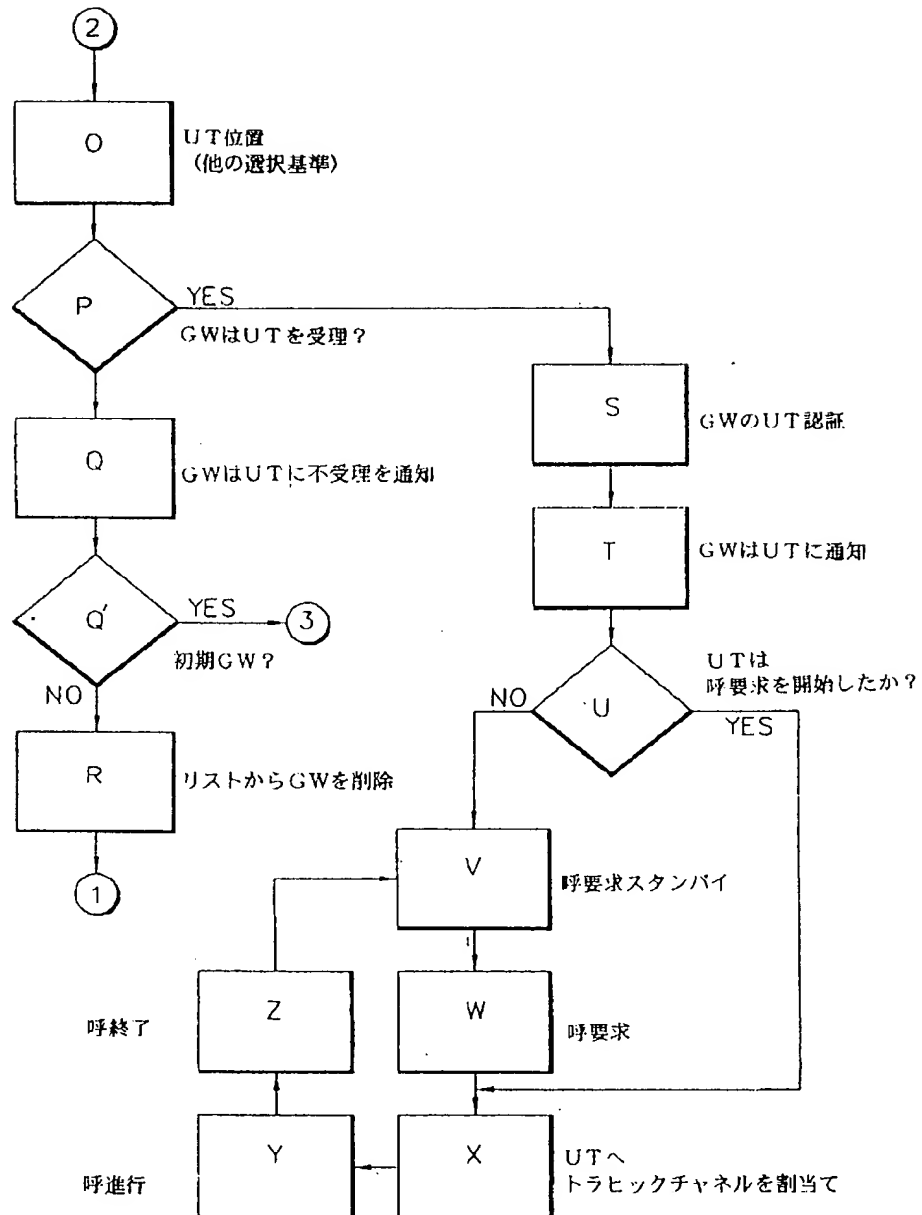 2
O
UT位置
(他の選択基準)
P
YES
GWはUTを受理?
S
GWのUT認証
Q
GWはUTに不受理を通知
T
GWはUTに通知
Q'
YES
3
初期GW?
NO
UTは
呼要求を開始したか?
U
NO
YES
R
リストからGWを削除
1
V
呼要求スタンバイ
Z
呼終了
W
呼要求
Y
呼進行
X
UTへ
トラヒックチャネルを割当て